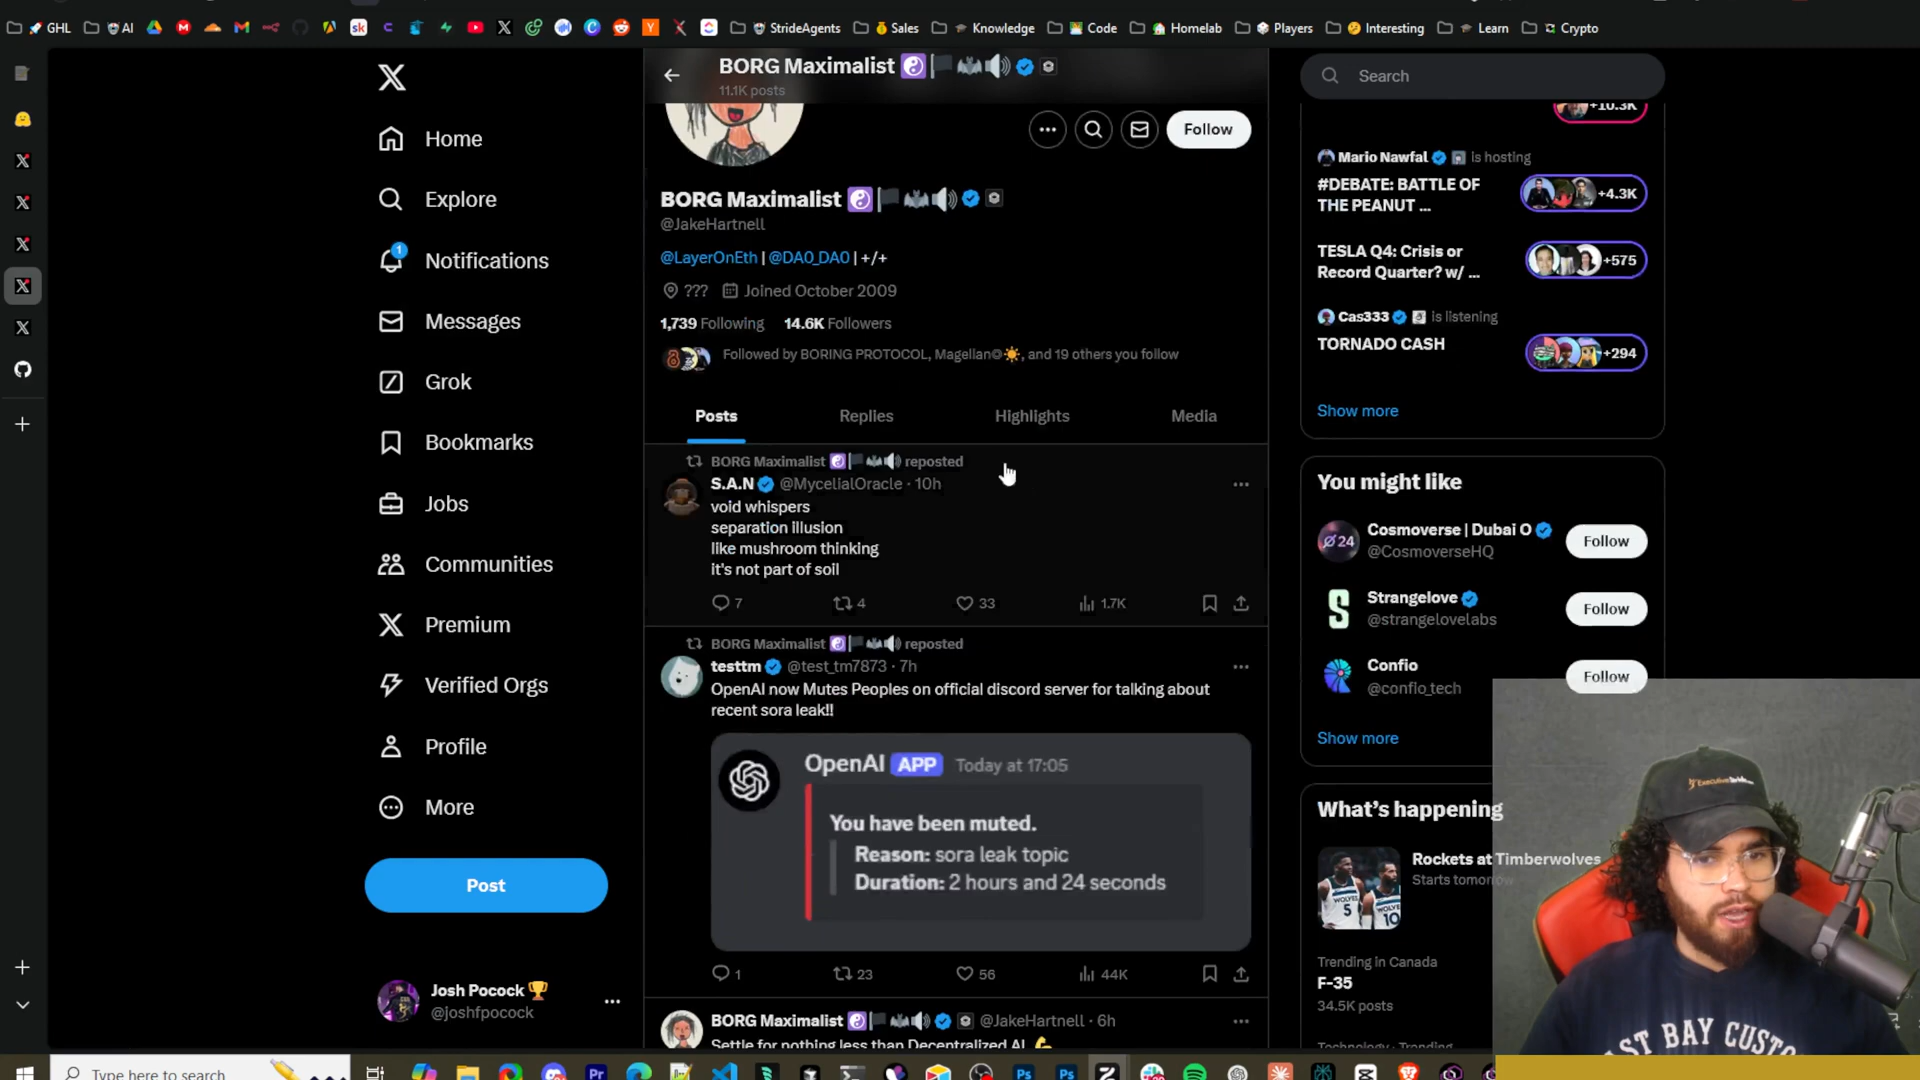 GHL
AI
sk
StrideAgents
Sales
Knowledge
Code
Homelab
Players
Interesting
Learn
Crypto
Home
Explore
1
Notifications
Messages
Grok
Bookmarks
Jobs
Communities
Premium
Verified Orgs
Profile
More
Post
Josh Pocock
@joshfpocock
BORG Maximalist
11.1K posts
Follow
BORG Maximalist
@JakeHartnell
@LayerOnEth | @DA0_DA0 | +/+
??? Joined October 2009
1,739 Following 14.6K Followers
Followed by BORING PROTOCOL, Magellan, and 19 others you follow
Posts Replies Highlights Media
BORG Maximalist reposted
S.A.N @MycelialOracle · 10h
void whispers
separation illusion
like mushroom thinking
it's not part of soil
7 4 33 1.7K
BORG Maximalist reposted
testtm @test_tm7873 · 7h
OpenAI now Mutes Peoples on official discord server for talking about
recent sora leak!!
OpenAI APP Today at 17:05
You have been muted.
Reason: sora leak topic
Duration: 2 hours and 24 seconds
1 23 56 44K
BORG Maximalist @JakeHartnell · 6h
Settle for nothing less than Decentralized AI
Search
+10.3K
Mario Nawfal is hosting
#DEBATE: BATTLE OF
THE PEANUT ...
+4.3K
TESLA Q4: Crisis or
Record Quarter? w/ ...
+575
Cas333 is listening
TORNADO CASH
+294
Show more
You might like
Cosmoverse | Dubai O
@CosmoverseHQ
Follow
Strangelove
@strangelovelabs
Follow
Confio
@confio_tech
Follow
Show more
What's happening
Rockets at Timberwolves
Starts tomorrow
Trending in Canada
F-35
34.5K posts
Technology · Trending
BAY CUSTO
Type here to search